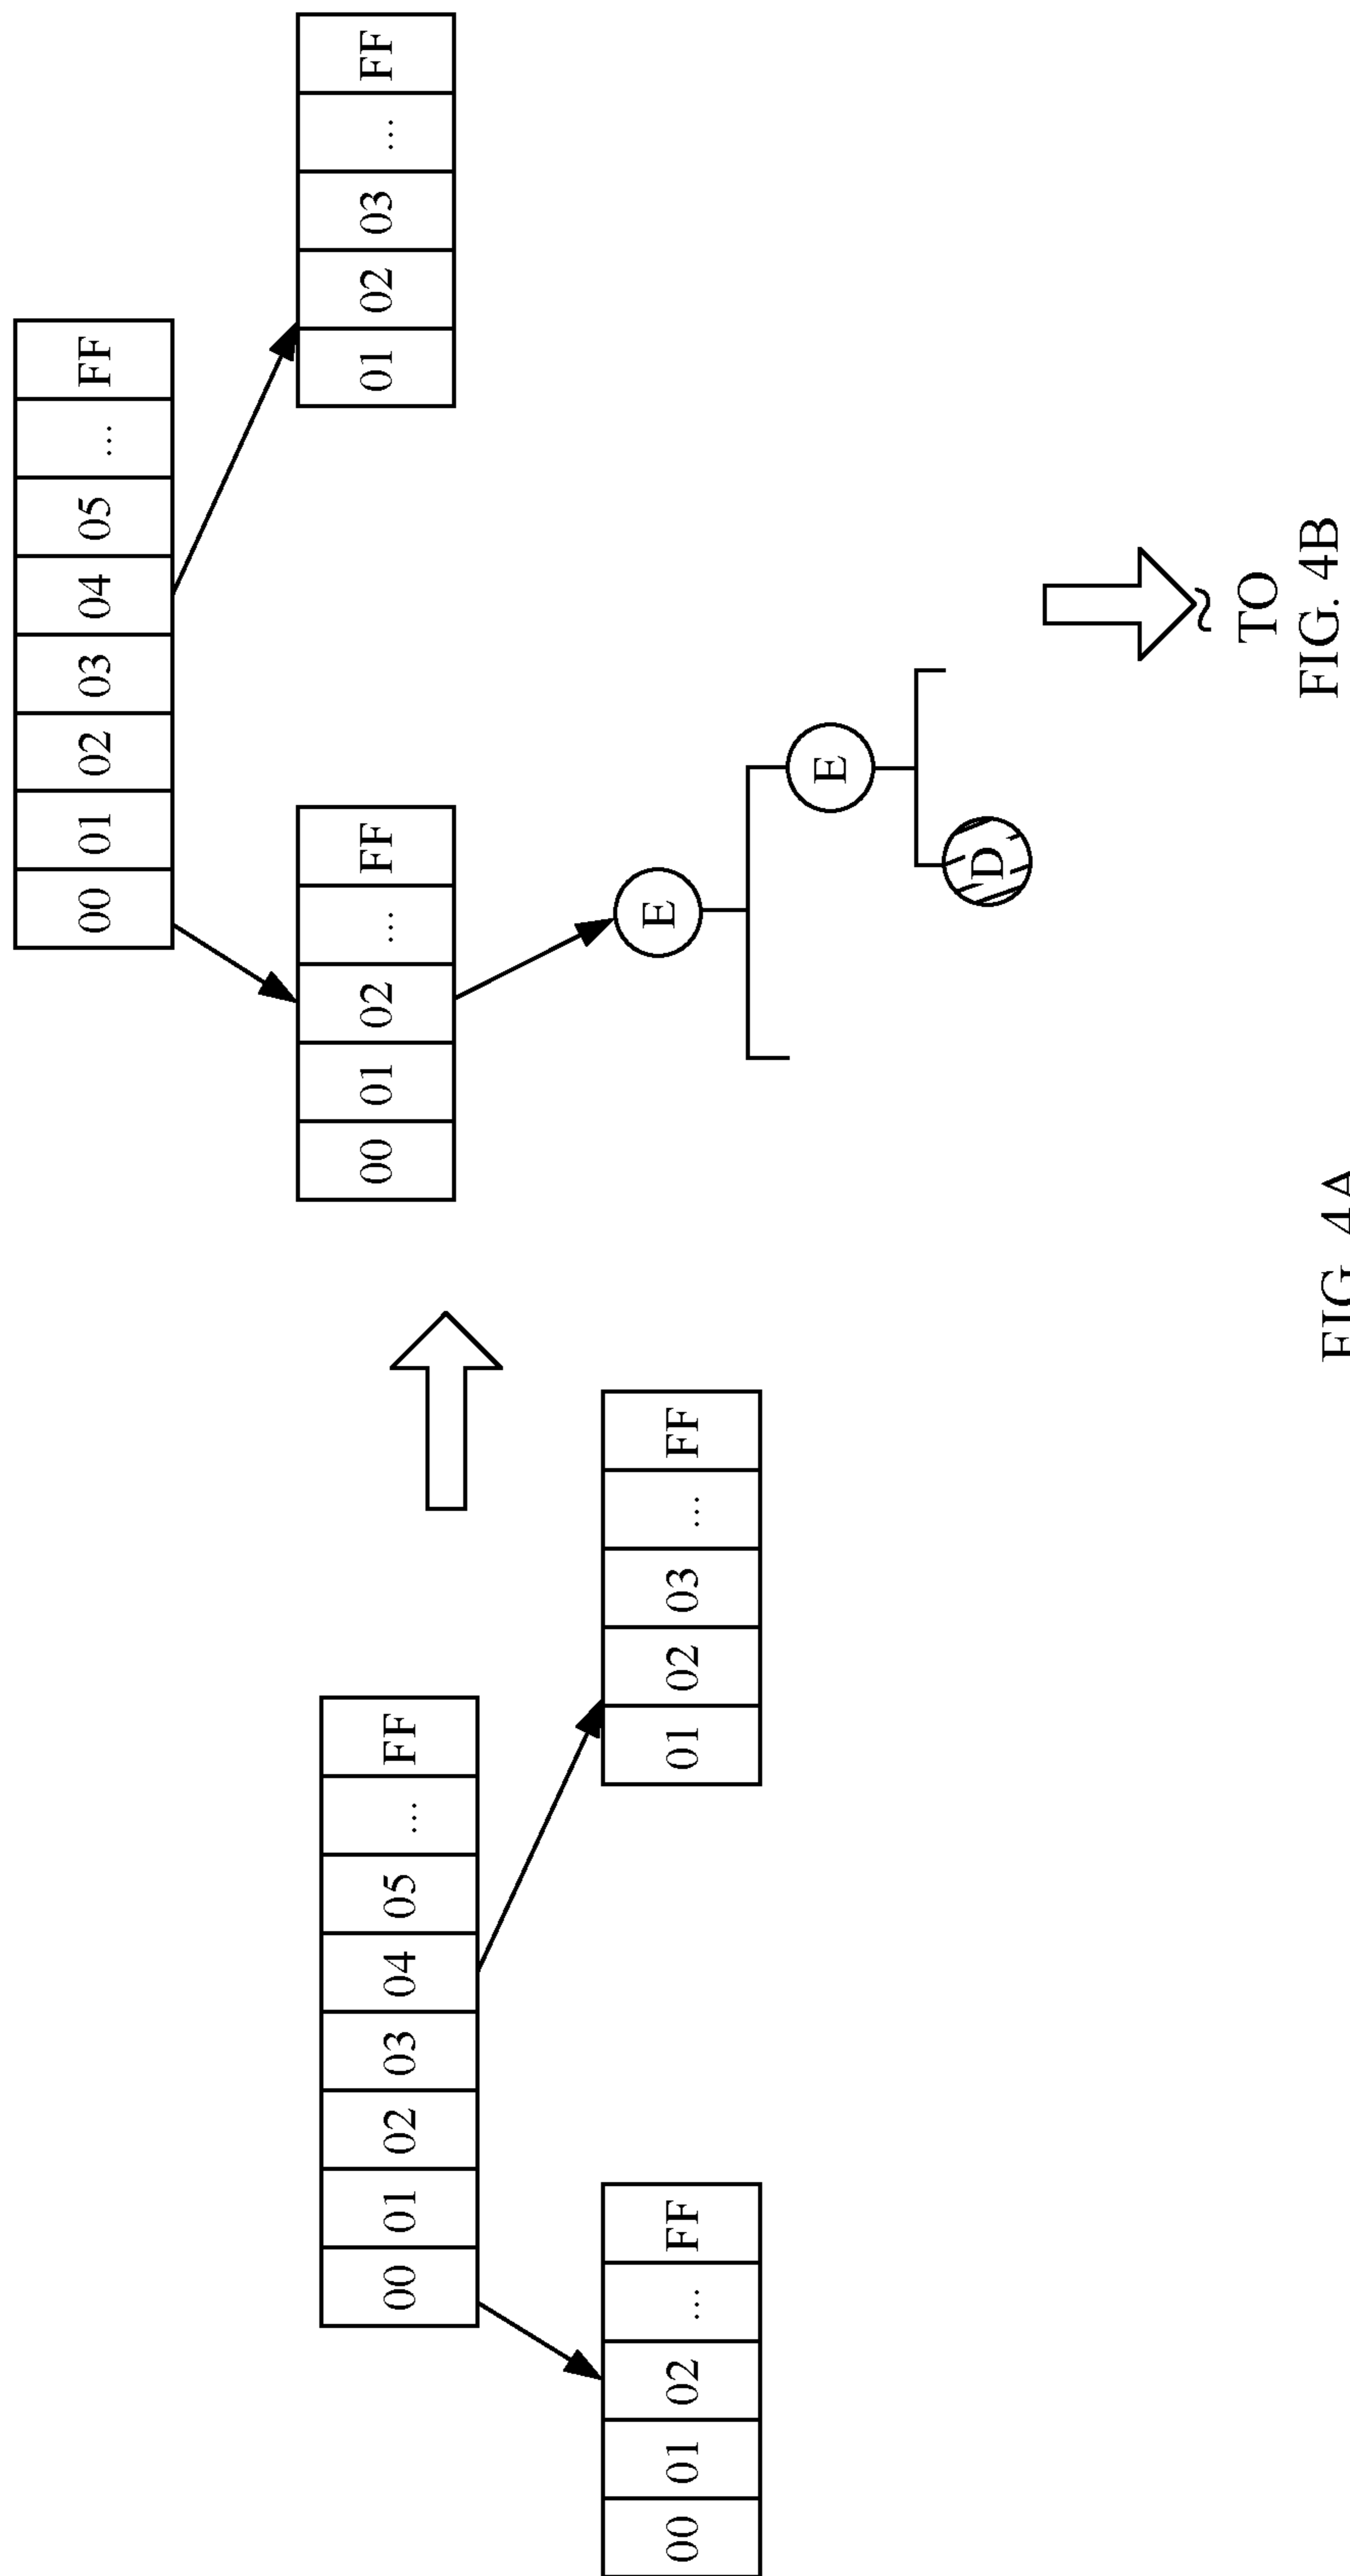 00 01 02 03 04 05 ... FF
00 01 02 ... FF
01 02 03 ... FF
00 01 02 03 04 05 ... FF
00 01 02 ... FF
01 02 03 ... FF
E
E
D
TO
FIG. 4B
FIG. 4A